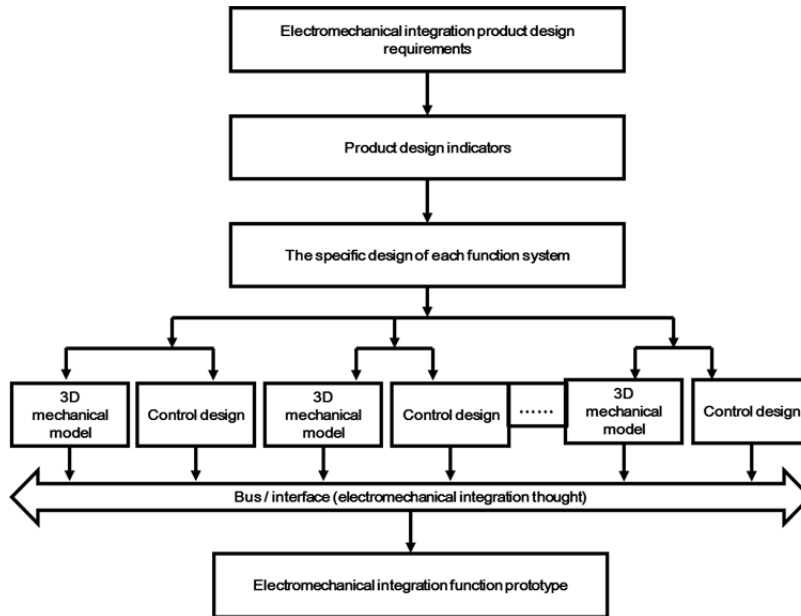 Electromechanical integration product design
requirements
Product design indicators
The specific design of each function system
3D
mechanical
model
Control design
3D
mechanical
model
Control design
......
3D
mechanical
model
Control design
Bus / interface (electromechanical integration thought)
Electromechanical integration function prototype